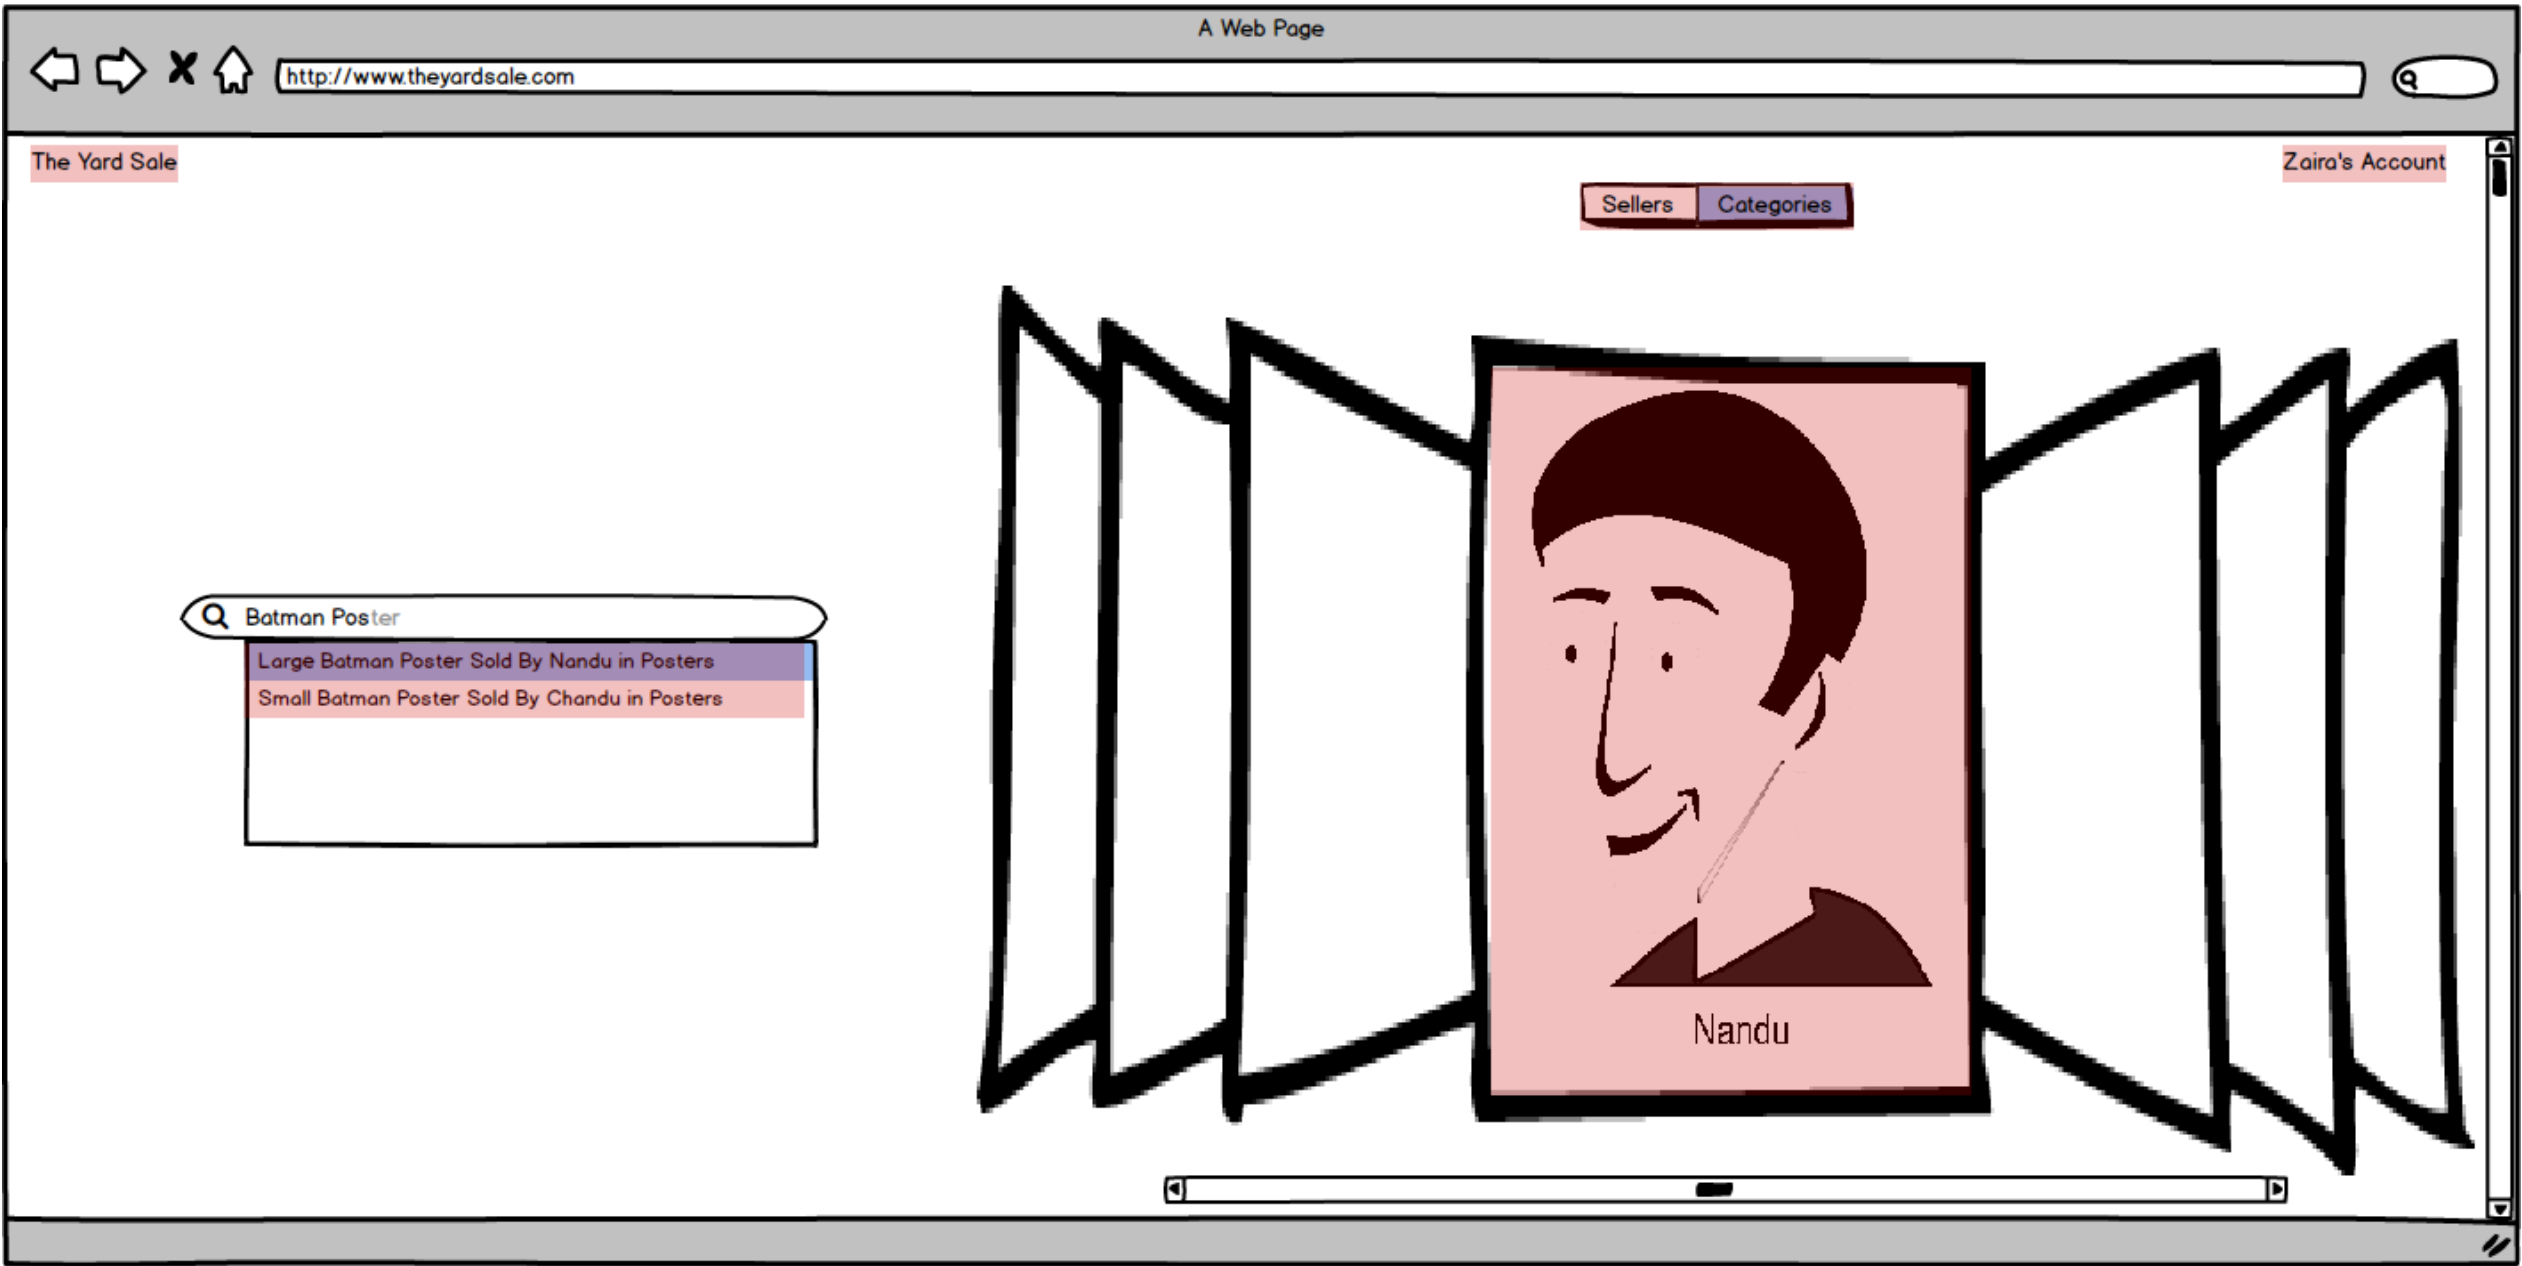 A Web Page
http://www.theyardsale.com
The Yard Sale
Zaira's Account
Sellers
Categories
Batman Poster
Large Batman Poster Sold By Nandu in Posters
Small Batman Poster Sold By Chandu in Posters
Nandu